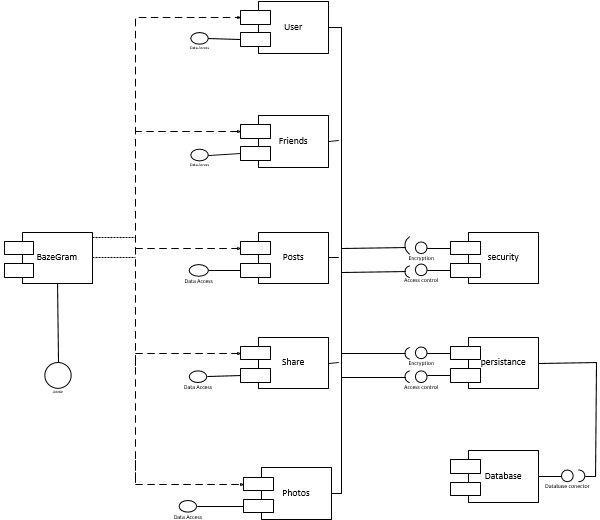 User
Data Access
Friends
Data Access
BazeGram
Posts
Data Access
Encryption
Access control
security
Share
Data Access
Encryption
Access control
persistance
Database
Database conector
Photos
Data Access